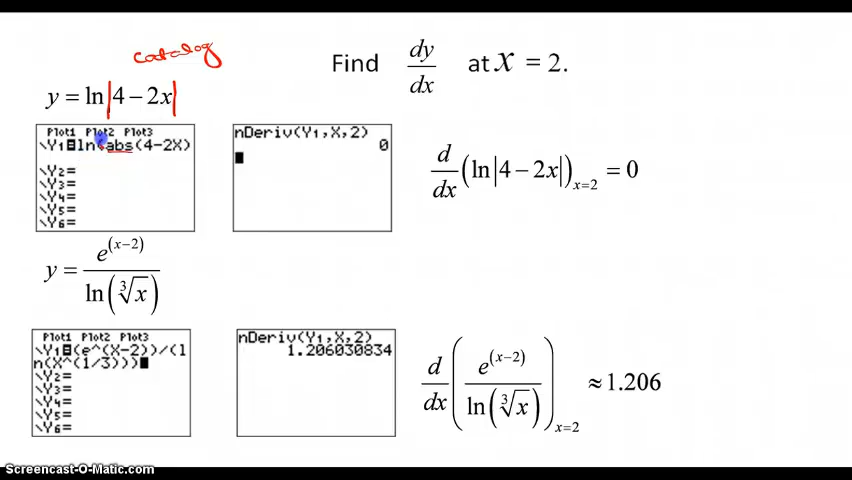 catalog
Find dy/dx at x = 2.
y = ln|4 − 2x|
Plot1 Plot2 Plot3
\Y1=ln(abs(4-2X)
\Y2=
\Y3=
\Y4=
\Y5=
\Y6=
nDeriv(Y1,X,2)
0
d/dx (ln|4 − 2x|)x=2 = 0
y = e^(x−2) / ln(∛x)
Plot1 Plot2 Plot3
\Y1=(e^(X-2))/(l
n(X^(1/3)))
\Y2=
\Y3=
\Y4=
\Y5=
\Y6=
nDeriv(Y1,X,2)
1.206030834
d/dx (e^(x−2) / ln(∛x))x=2 ≈ 1.206
Screencast-O-Matic.com